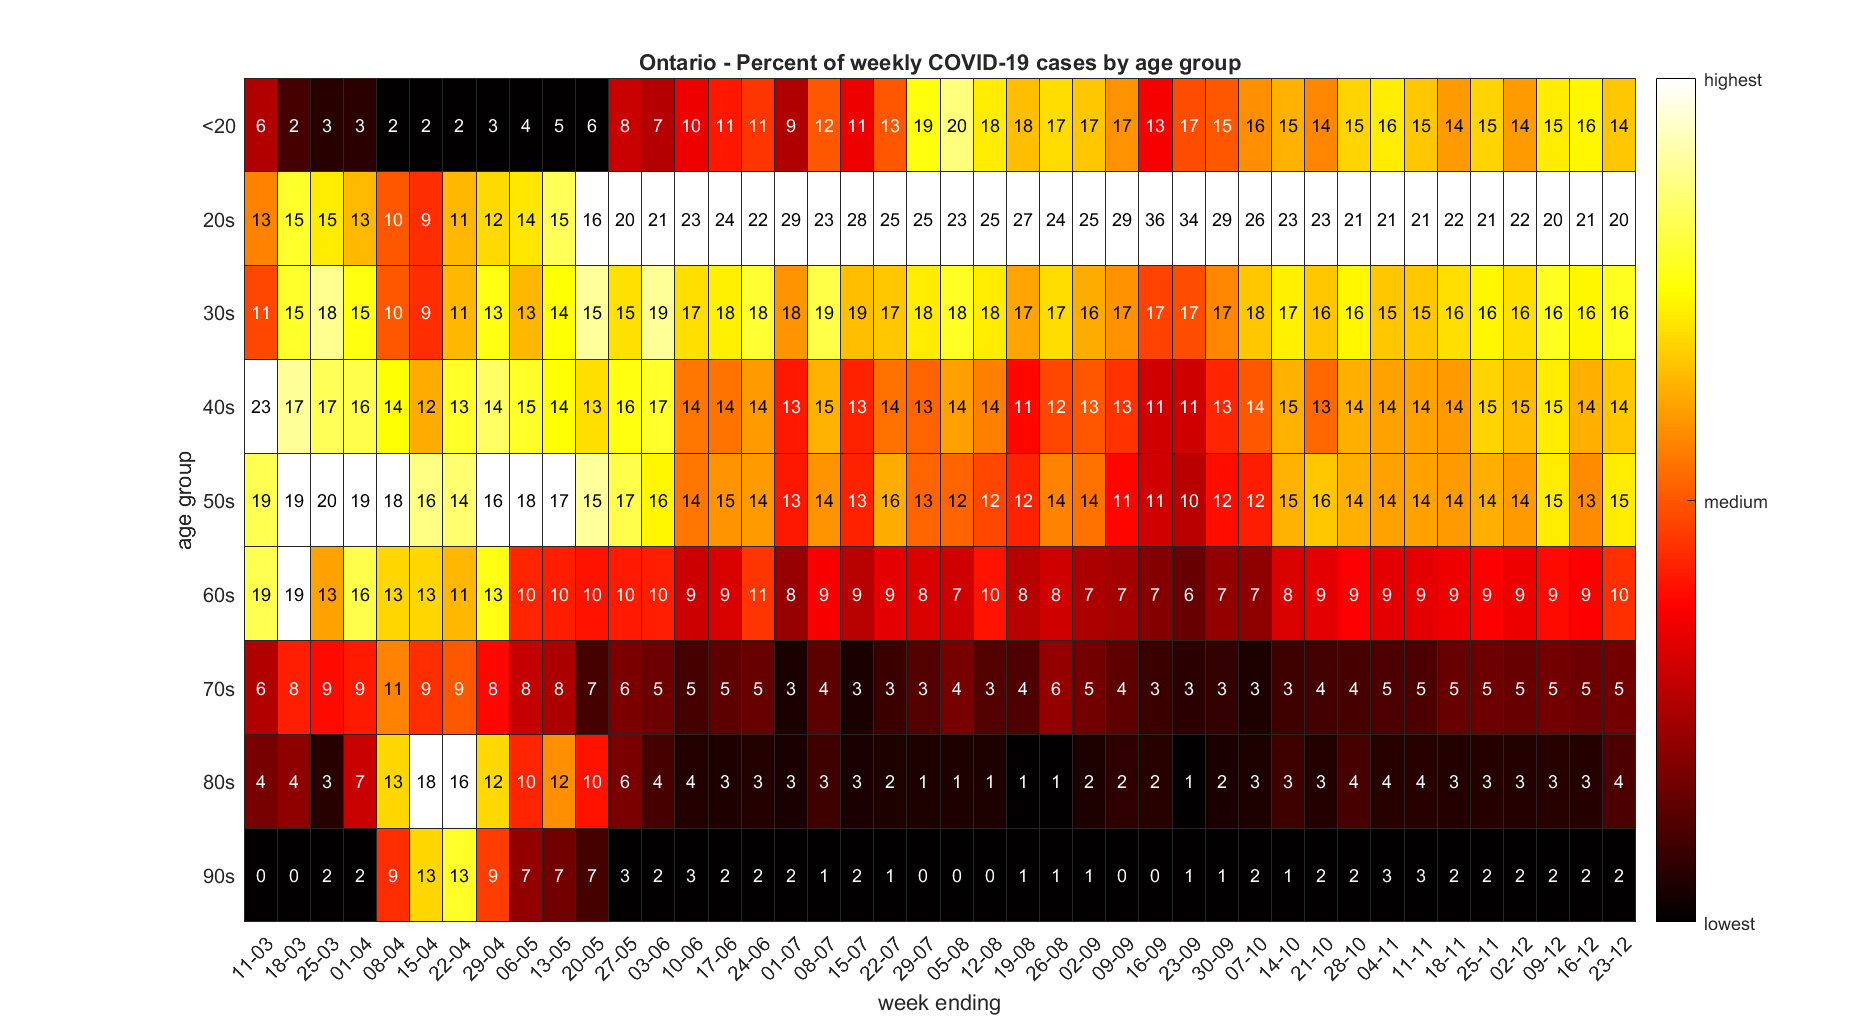 Ontario - Percent of weekly COVID-19 cases by age group
highest
<20 6 2 3 3 2 2 2 3 4 5 6 8 7 10 11 11 9 12 11 13 19 20 18 18 17 17 17 13 17 15 16 15 14 15 16 15 14 15 14 15 16 14
20s 13 15 15 13 10 9 11 12 14 15 16 20 21 23 24 22 29 23 28 25 25 23 25 27 24 25 29 36 34 29 26 23 23 21 21 21 22 21 22 20 21 20
30s 11 15 18 15 10 9 11 13 13 14 15 15 19 17 18 18 18 19 19 17 18 18 18 17 17 16 17 17 17 17 18 17 16 16 15 15 16 16 16 16 16 16
40s 23 17 17 16 14 12 13 14 15 14 13 16 17 14 14 14 13 15 13 14 13 14 14 11 12 13 13 11 11 13 14 15 13 14 14 14 14 15 15 15 14 14
age group
50s 19 19 20 19 18 16 14 16 18 17 15 17 16 14 15 14 13 14 13 16 13 12 12 12 14 14 11 11 10 12 12 15 16 14 14 14 14 14 14 15 13 15
medium
60s 19 19 13 16 13 13 11 13 10 10 10 10 10 9 9 11 8 9 9 9 8 7 10 8 8 7 7 7 6 7 7 8 9 9 9 9 9 9 9 9 9 10
70s 6 8 9 9 11 9 9 8 8 8 7 6 5 5 5 5 3 4 3 3 3 4 3 4 6 5 4 3 3 3 3 3 4 4 5 5 5 5 5 5 5 5
80s 4 4 3 7 13 18 16 12 10 12 10 6 4 4 3 3 3 3 3 2 1 1 1 1 1 2 2 2 1 2 3 3 3 4 4 4 3 3 3 3 3 4
90s 0 0 2 2 9 13 13 9 7 7 7 3 2 3 2 2 2 1 2 1 0 0 0 1 1 1 0 0 1 1 2 1 2 2 3 3 2 2 2 2 2 2
lowest
11-03 18-03 25-03 01-04 08-04 15-04 22-04 29-04 06-05 13-05 20-05 27-05 03-06 10-06 17-06 24-06 01-07 08-07 15-07 22-07 29-07 05-08 12-08 19-08 26-08 02-09 09-09 16-09 23-09 30-09 07-10 14-10 21-10 28-10 04-11 11-11 18-11 25-11 02-12 09-12 16-12 23-12
week ending